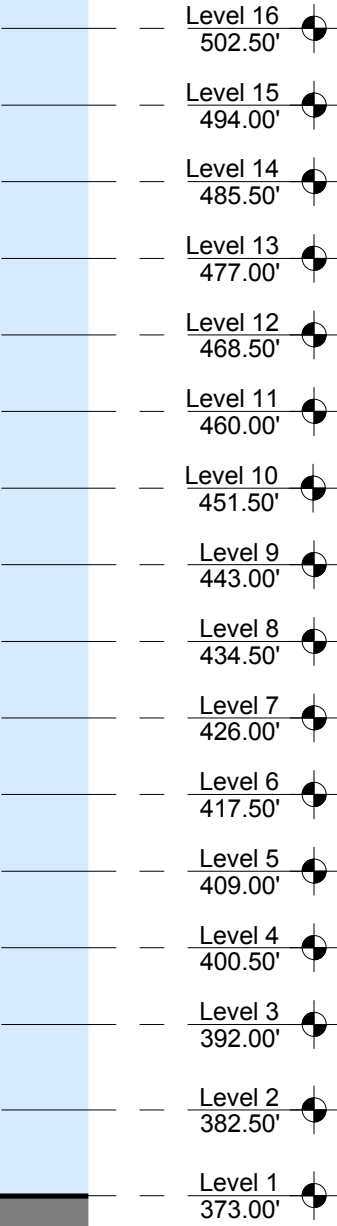 Level 16
502.50'
Level 15
494.00'
Level 14
485.50'
Level 13
477.00'
Level 12
468.50'
Level 11
460.00'
Level 10
451.50'
Level 9
443.00'
Level 8
434.50'
Level 7
426.00'
Level 6
417.50'
Level 5
409.00'
Level 4
400.50'
Level 3
392.00'
Level 2
382.50'
Level 1
373.00'